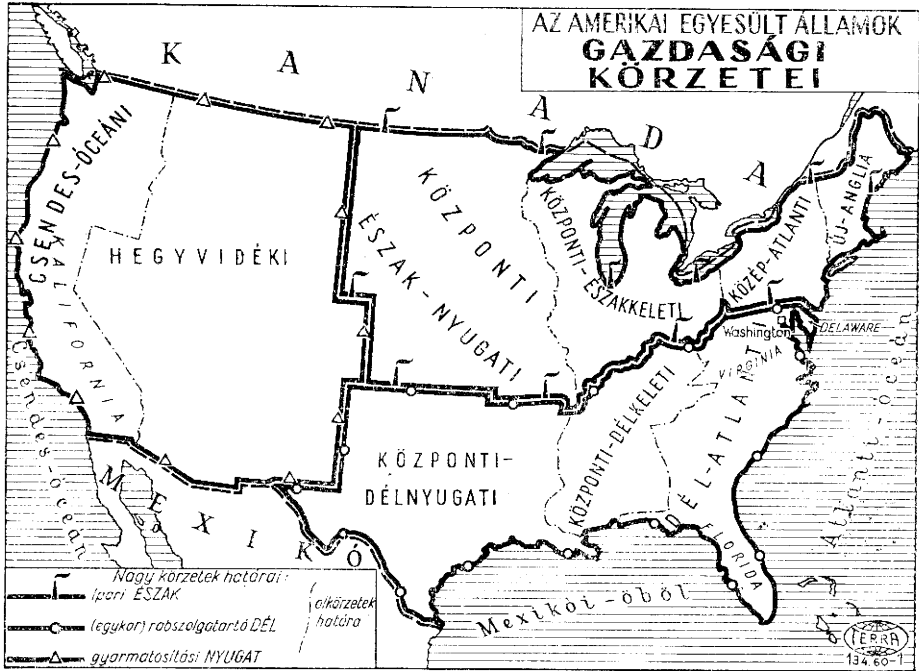 AZ AMERIKAI EGYESÜLT ÁLLAMOK
GAZDASÁGI
KÖRZETEI
KANADA
CSENDES-ÓCEÁNI
KALIFORNIA
HEGYVIDÉKI
KÖZPONTI
ÉSZAK-NYUGATI
KÖZPONTI-ÉSZAKKELETI
KÖZÉP-ATLANTI
ÚJ-ANGLIA
Washington
DELAWARE
VIRGINIA
KÖZPONTI-
DÉLNYUGATI
KÖZPONTI-DÉLKELETI
DÉL-ATLANTI
FLORIDA
Csendes-óceán
Atlanti-óceán
MEXIKÓ
Mexikói-öböl
Nagy körzetek határai:
ipari ÉSZAK
(egykor) rabszolgatartó DÉL
gyarmatosítási NYUGAT
alkörzetek
határa
TERRA
134.60-1